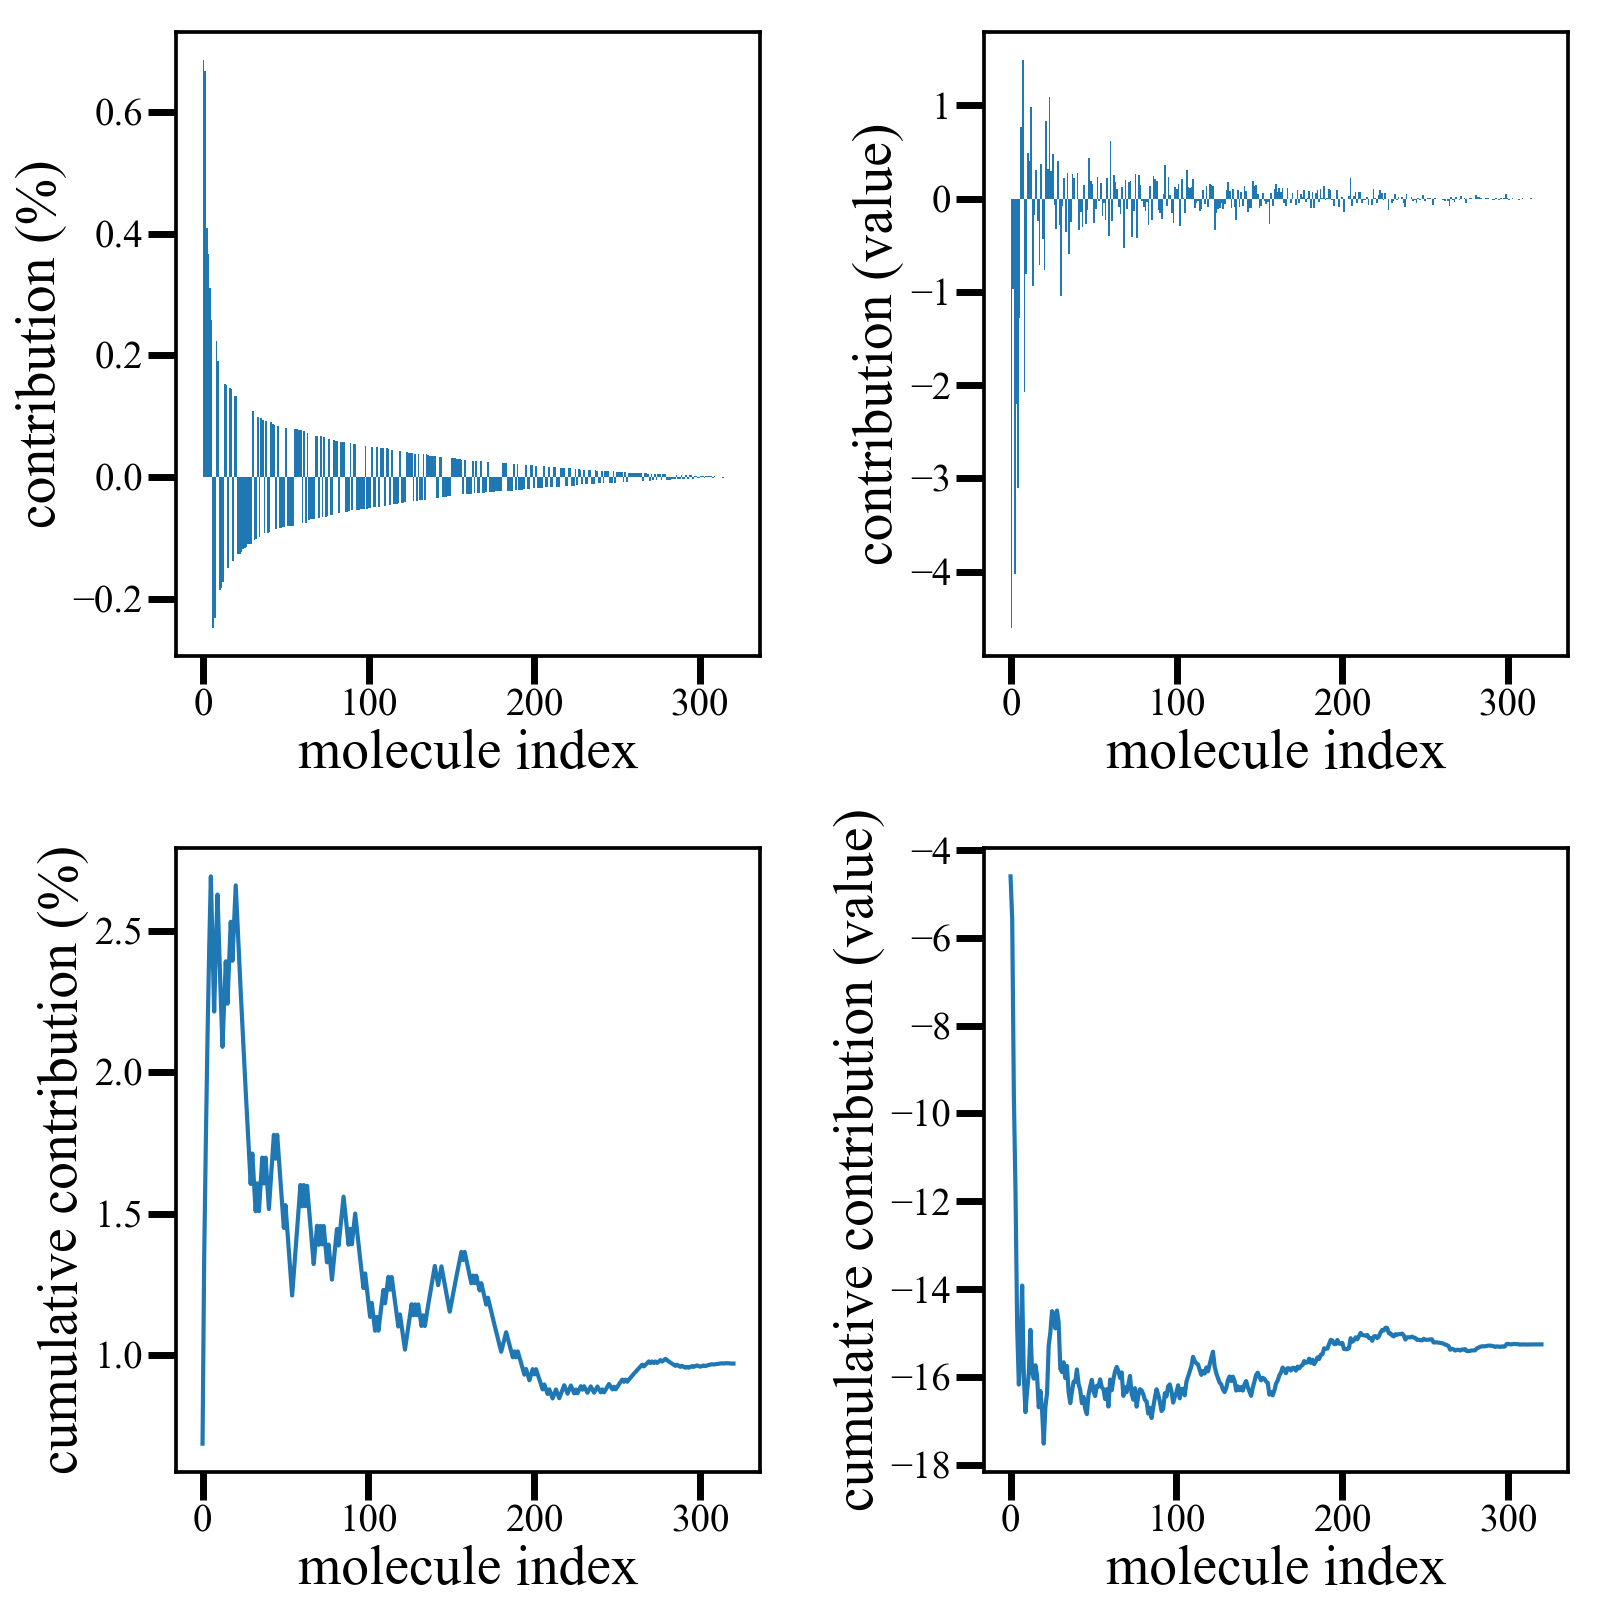 contribution (%)
0.6
0.4
0.2
0.0
−0.2
0 100 200 300
molecule index
contribution (value)
1
0
−1
−2
−3
−4
0 100 200 300
molecule index
cumulative contribution (%)
2.5
2.0
1.5
1.0
0 100 200 300
molecule index
cumulative contribution (value)
−4
−6
−8
−10
−12
−14
−16
−18
0 100 200 300
molecule index